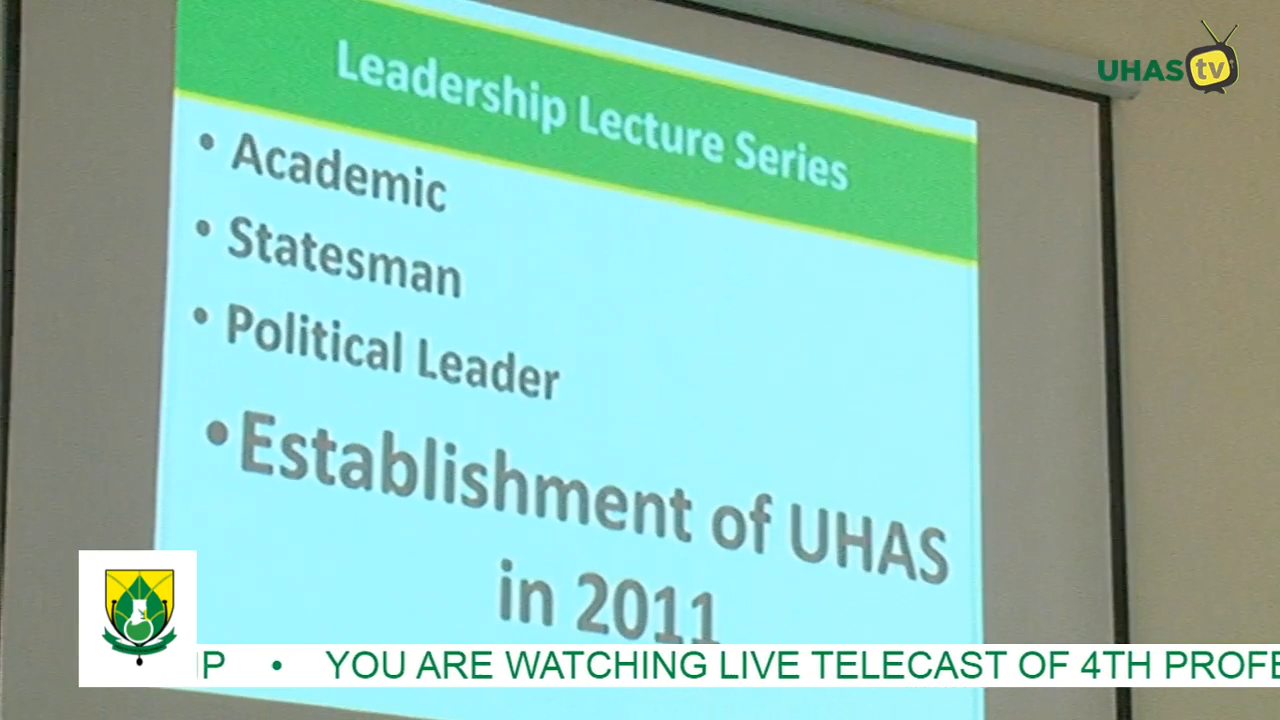 UHAS tv
Leadership Lecture Series
• Academic
• Statesman
• Political Leader
• Establishment of UHAS
in 2011
IP • YOU ARE WATCHING LIVE TELECAST OF 4TH PROFE